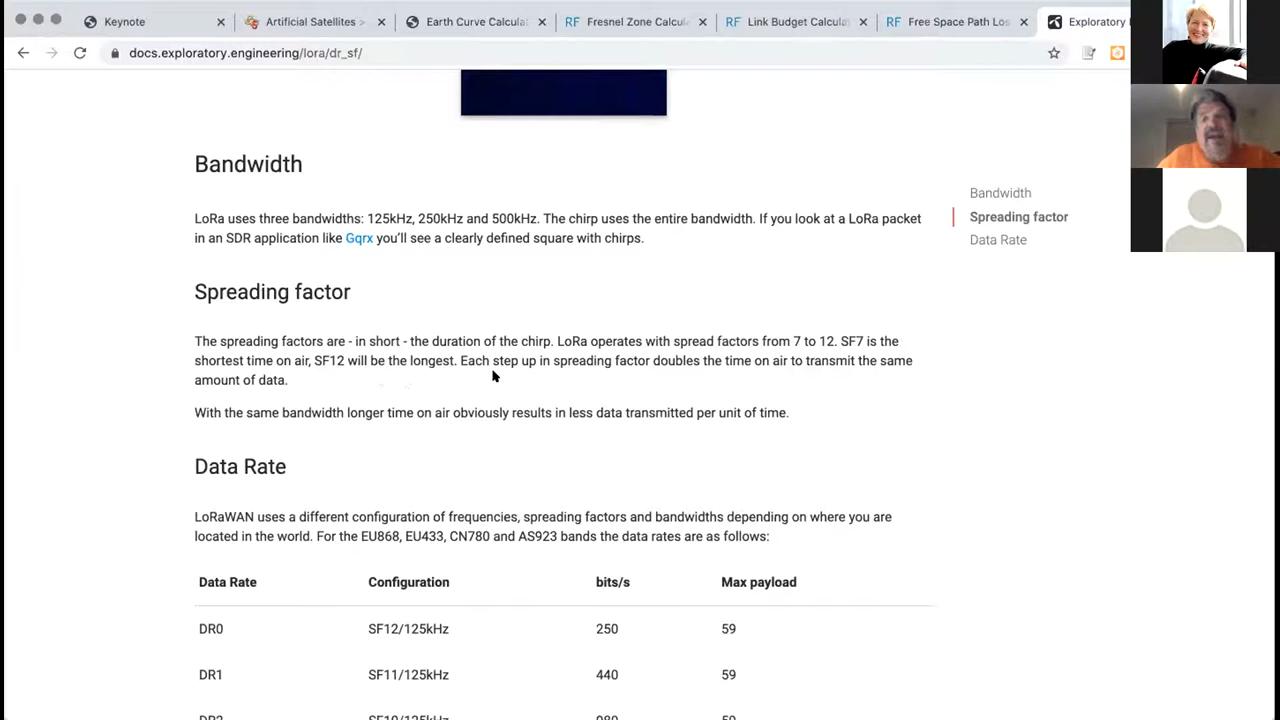 Keynote
Artificial Satellites >
Earth Curve Calcula
RF Fresnel Zone Calcul
RF Link Budget Calcula
RF Free Space Path Los
Exploratory
docs.exploratory.engineering/lora/dr_sf/
Bandwidth
LoRa uses three bandwidths: 125kHz, 250kHz and 500kHz. The chirp uses the entire bandwidth. If you look at a LoRa packet
in an SDR application like Gqrx you'll see a clearly defined square with chirps.
Bandwidth
Spreading factor
Data Rate
Spreading factor
The spreading factors are - in short - the duration of the chirp. LoRa operates with spread factors from 7 to 12. SF7 is the
shortest time on air, SF12 will be the longest. Each step up in spreading factor doubles the time on air to transmit the same
amount of data.
With the same bandwidth longer time on air obviously results in less data transmitted per unit of time.
Data Rate
LoRaWAN uses a different configuration of frequencies, spreading factors and bandwidths depending on where you are
located in the world. For the EU868, EU433, CN780 and AS923 bands the data rates are as follows:
Data Rate Configuration bits/s Max payload
DR0 SF12/125kHz 250 59
DR1 SF11/125kHz 440 59
DR2 SF10/125kHz 980 59